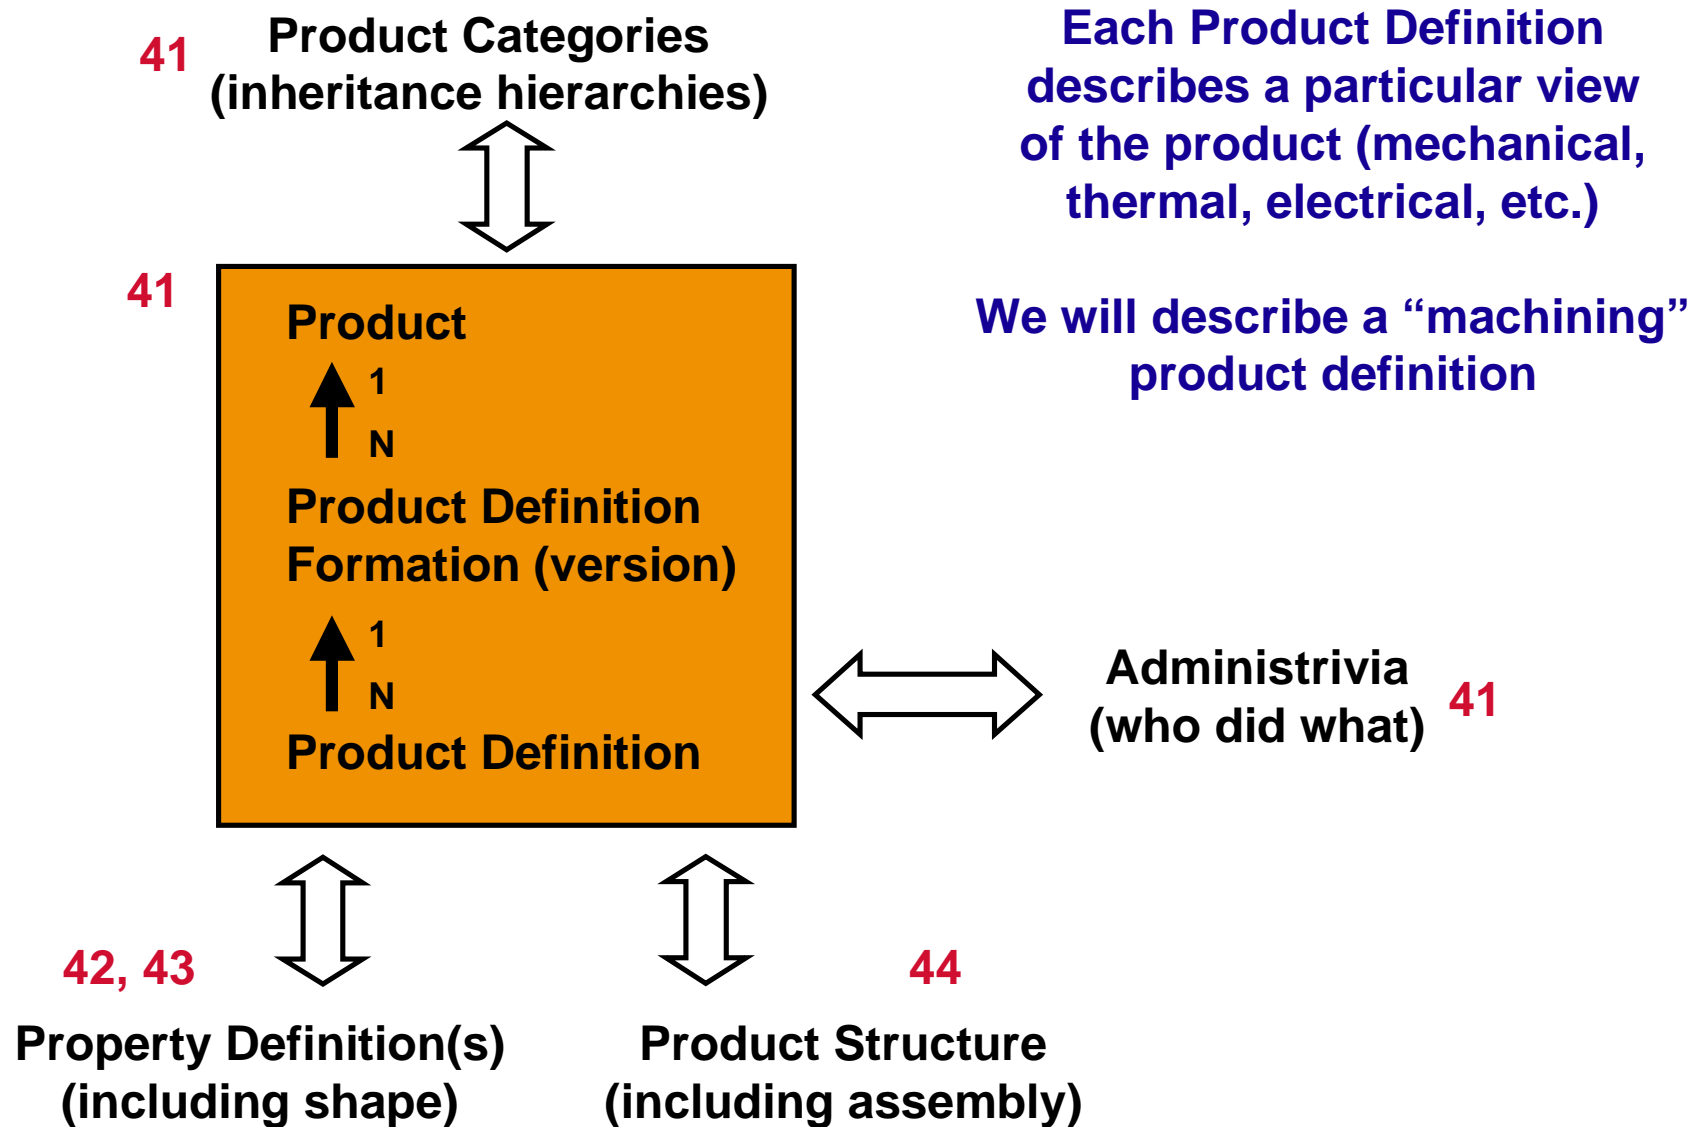 41
Product Categories
(inheritance hierarchies)
Each Product Definition
describes a particular view
of the product (mechanical,
thermal, electrical, etc.)
We will describe a “machining”
product definition
41
Product
1
N
Product Definition
Formation (version)
1
N
Product Definition
Administrivia
(who did what)
41
42, 43
Property Definition(s)
(including shape)
44
Product Structure
(including assembly)